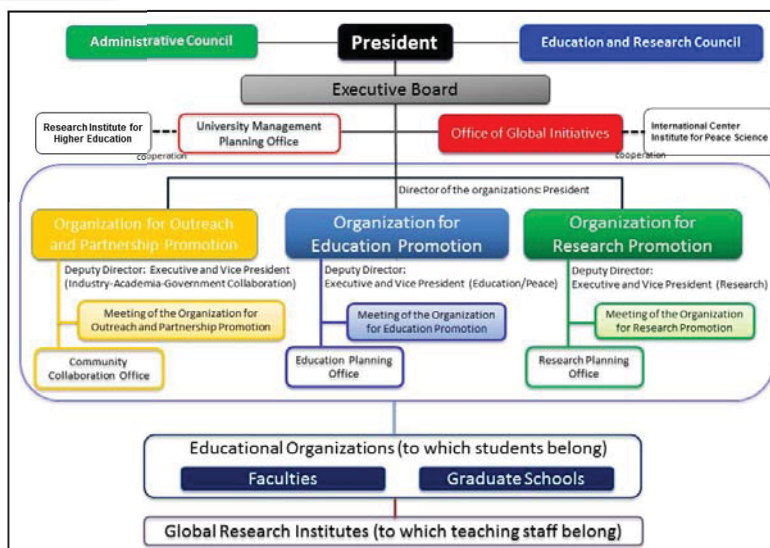 Administrative Council
President
Education and Research Council
Executive Board
Research Institute for
Higher Education
University Management
Planning Office
Office of Global Initiatives
International Center
Institute for Peace Science
cooperation
cooperation
Director of the organizations: President
Organization for Outreach
and Partnership Promotion
Organization for
Education Promotion
Organization for
Research Promotion
Deputy Director: Executive and Vice President
(Industry-Academia-Government Collaboration)
Deputy Director:
Executive and Vice President (Education/Peace)
Deputy Director:
Executive and Vice President (Research)
Meeting of the Organization for
Outreach and Partnership Promotion
Meeting of the Organization
for Education Promotion
Meeting of the Organization
for Research Promotion
Community
Collaboration Office
Education Planning
Office
Research Planning
Office
Educational Organizations (to which students belong)
Faculties
Graduate Schools
Global Research Institutes (to which teaching staff belong)